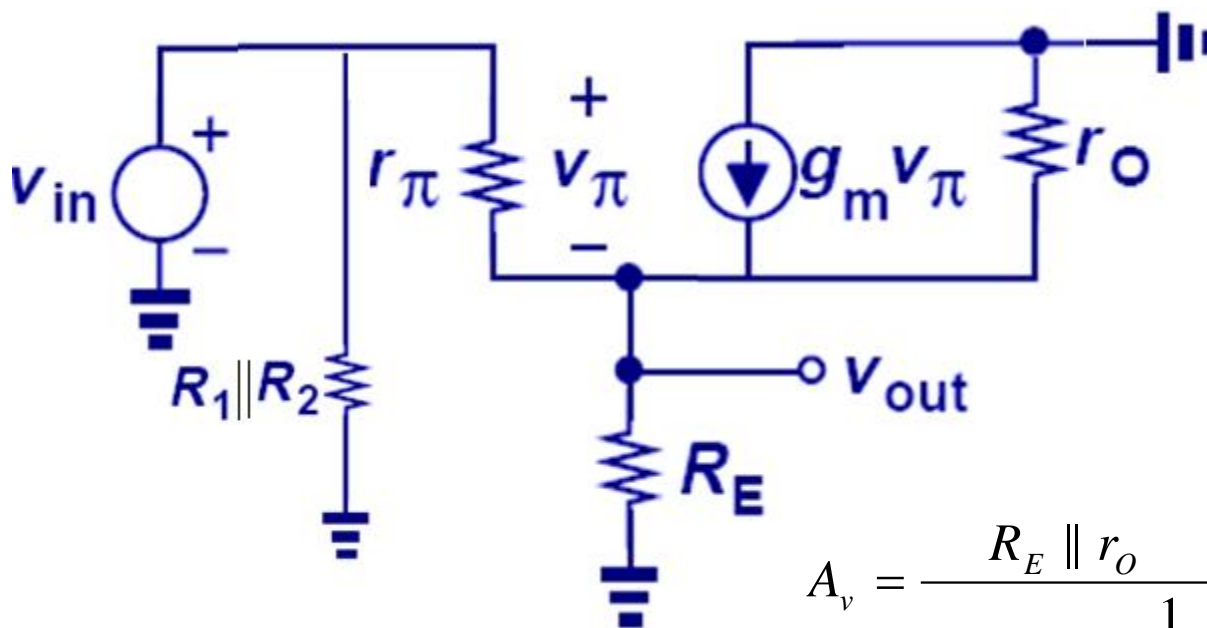 +
v_in
−
R_1||R_2
r_π
+
v_π
−
g_m v_π
r_O
v_out
R_E
A_v = R_E || r_O
1